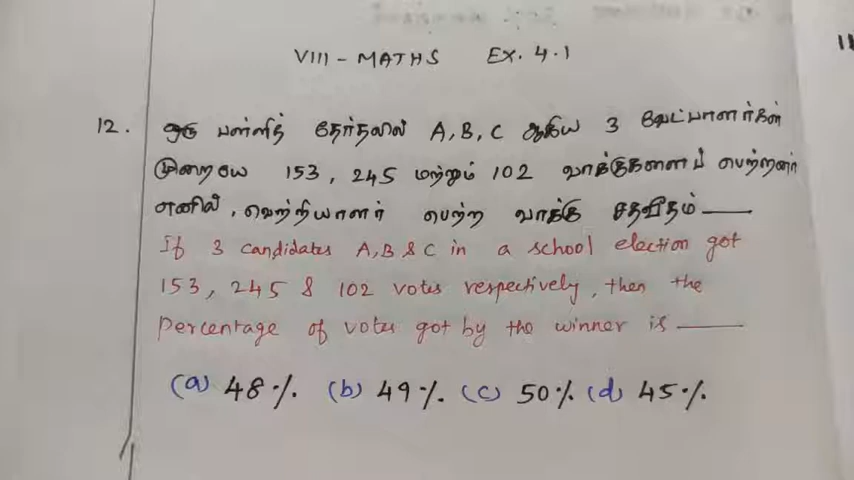 VIII - MATHS EX. 4.1
11
12. ஒரு பள்ளித் தேர்தலில் A, B, C ஆகிய 3 வேட்பாளர்கள்
முறையே 153, 245 மற்றும் 102 வாக்குகளைப் பெற்றனர்
எனில், வெற்றியாளர் பெற்ற வாக்கு சதவீதம் ____
If 3 candidates A, B & C in a school election got
153, 245 & 102 votes respectively, then the
percentage of votes got by the winner is ____
(a) 48% (b) 49% (c) 50% (d) 45%